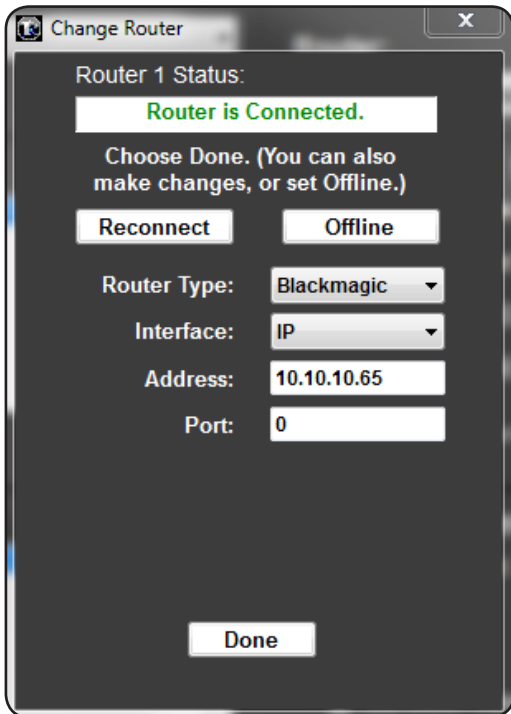 Change Router
X
Router 1 Status:
Router is Connected.
Choose Done. (You can also
make changes, or set Offline.)
Reconnect Offline
Router Type: Blackmagic
Interface: IP
Address: 10.10.10.65
Port: 0
Done